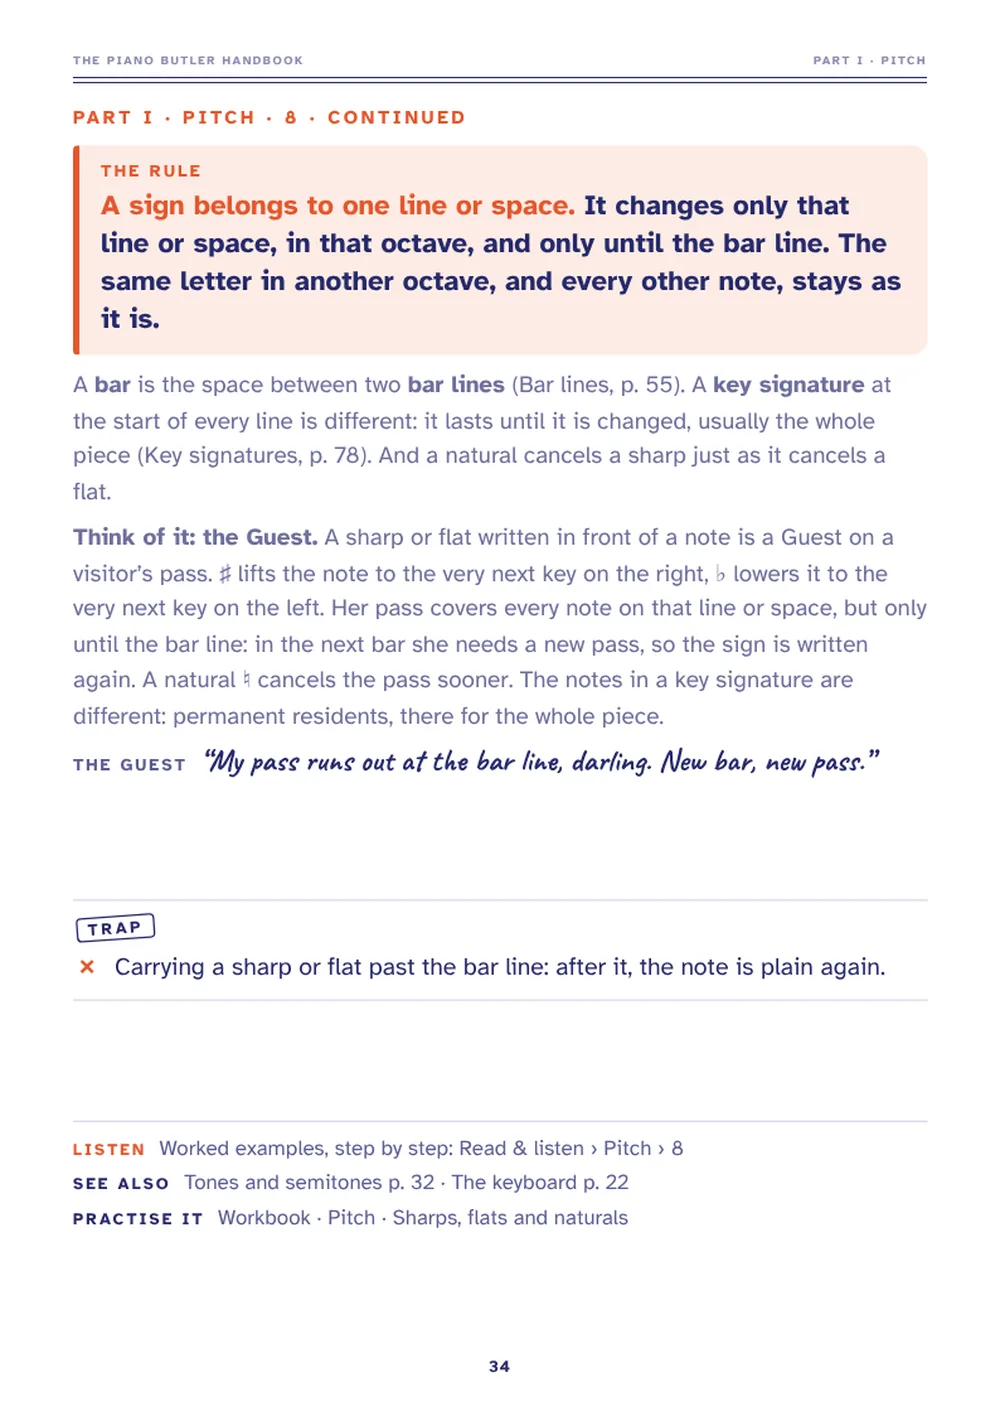 THE PIANO BUTLER HANDBOOK
PART I · PITCH
PART I · PITCH · 8 · CONTINUED
THE RULE
A sign belongs to one line or space. It changes only that
line or space, in that octave, and only until the bar line. The
same letter in another octave, and every other note, stays as
it is.
A bar is the space between two bar lines (Bar lines, p. 55). A key signature at
the start of every line is different: it lasts until it is changed, usually the whole
piece (Key signatures, p. 78). And a natural cancels a sharp just as it cancels a
flat.
Think of it: the Guest. A sharp or flat written in front of a note is a Guest on a
visitor’s pass. ♯ lifts the note to the very next key on the right, ♭ lowers it to the
very next key on the left. Her pass covers every note on that line or space, but only
until the bar line: in the next bar she needs a new pass, so the sign is written
again. A natural ♮ cancels the pass sooner. The notes in a key signature are
different: permanent residents, there for the whole piece.
THE GUEST “My pass runs out at the bar line, darling. New bar, new pass.”
TRAP
× Carrying a sharp or flat past the bar line: after it, the note is plain again.
LISTEN Worked examples, step by step: Read & listen › Pitch › 8
SEE ALSO Tones and semitones p. 32 · The keyboard p. 22
PRACTISE IT Workbook · Pitch · Sharps, flats and naturals
34